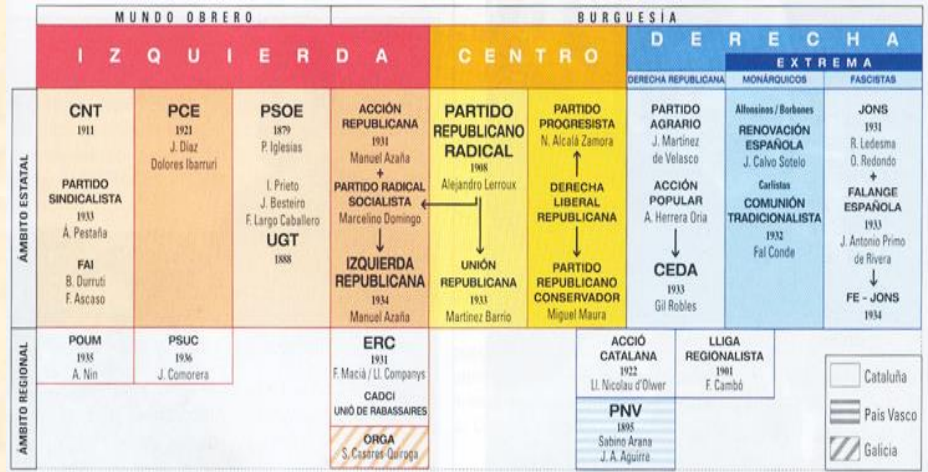 MUNDO OBRERO
BURGUESÍA
IZQUIERDA
CENTRO
DERECHA
EXTREMA
DERECHA REPUBLICANA
MONÁRQUICOS
FASCISTAS
ÁMBITO ESTATAL
CNT
1911
PARTIDO
SINDICALISTA
1933
Á. Pestaña
FAI
B. Durruti
F. Ascaso
PCE
1921
J. Díaz
Dolores Ibarruri
PSOE
1879
P. Iglesias
I. Prieto
J. Besteiro
F. Largo Caballero
UGT
1888
ACCIÓN
REPUBLICANA
1931
Manuel Azaña
+
PARTIDO RADICAL
SOCIALISTA
Marcelino Domingo
IZQUIERDA
REPUBLICANA
1934
Manuel Azaña
PARTIDO
REPUBLICANO
RADICAL
1908
Alejandro Lerroux
UNIÓN
REPUBLICANA
1933
Martínez Barrio
PARTIDO
PROGRESISTA
N. Alcalá Zamora
DERECHA
LIBERAL
REPUBLICANA
PARTIDO
REPUBLICANO
CONSERVADOR
Miguel Maura
PARTIDO
AGRARIO
J. Martínez
de Velasco
ACCIÓN
POPULAR
A. Herrera Oria
CEDA
1933
Gil Robles
Alfonsinos / Borbones
RENOVACIÓN
ESPAÑOLA
J. Calvo Sotelo
Carlistas
COMUNIÓN
TRADICIONALISTA
1932
Fal Conde
JONS
1931
R. Ledesma
O. Redondo
+
FALANGE
ESPAÑOLA
1933
J. Antonio Primo
de Rivera
FE - JONS
1934
ÁMBITO REGIONAL
POUM
1935
A. Nin
PSUC
1936
J. Comorera
ERC
1931
F. Macià / Ll. Companys
CADCI
UNIÓ DE RABASSAIRES
ORGA
S. Casares Quiroga
ACCIÓ
CATALANA
1922
Ll. Nicolau d'Olwer
PNV
1895
Sabino Arana
J. A. Aguirre
LLIGA
REGIONALISTA
1901
F. Cambó
Cataluña
País Vasco
Galicia